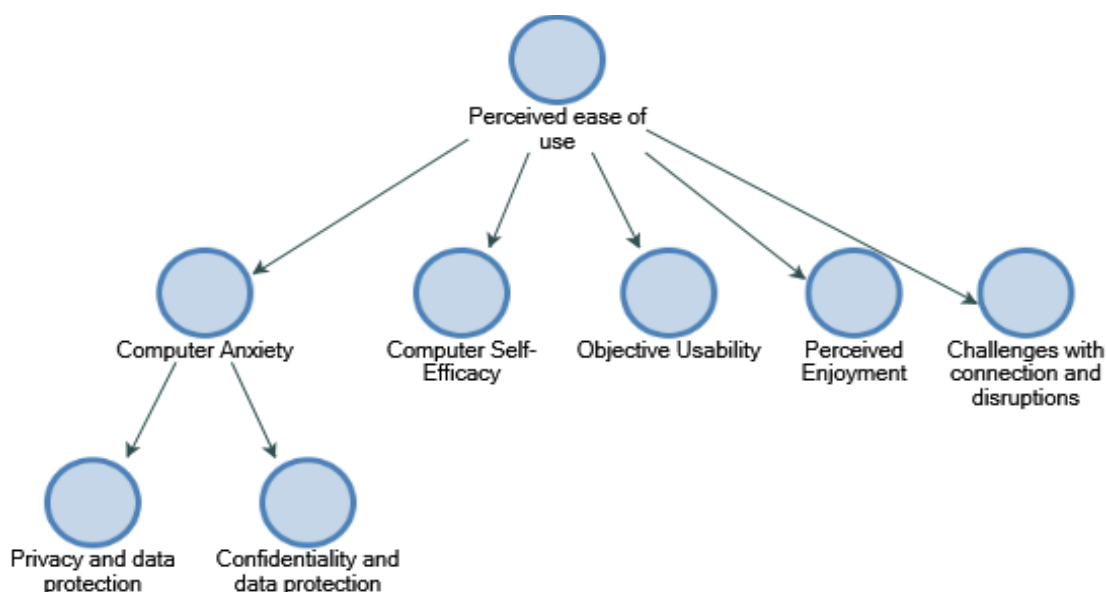 Perceived ease of
use
Computer Anxiety
Computer Self-
Efficacy
Objective Usability
Perceived
Enjoyment
Challenges with
connection and
disruptions
Privacy and data
protection
Confidentiality and
data protection